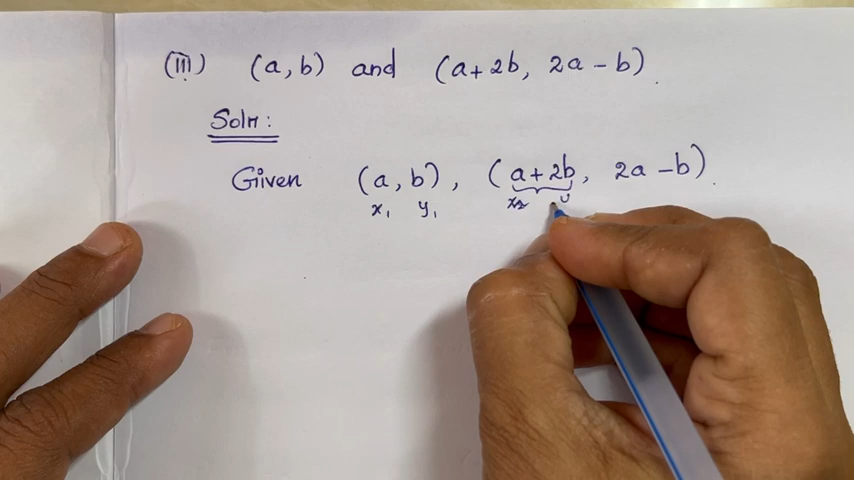 (iii) (a, b) and (a+2b, 2a-b).
Soln:
Given (a, b), (a+2b, 2a-b).
x₁ y₁ x₂